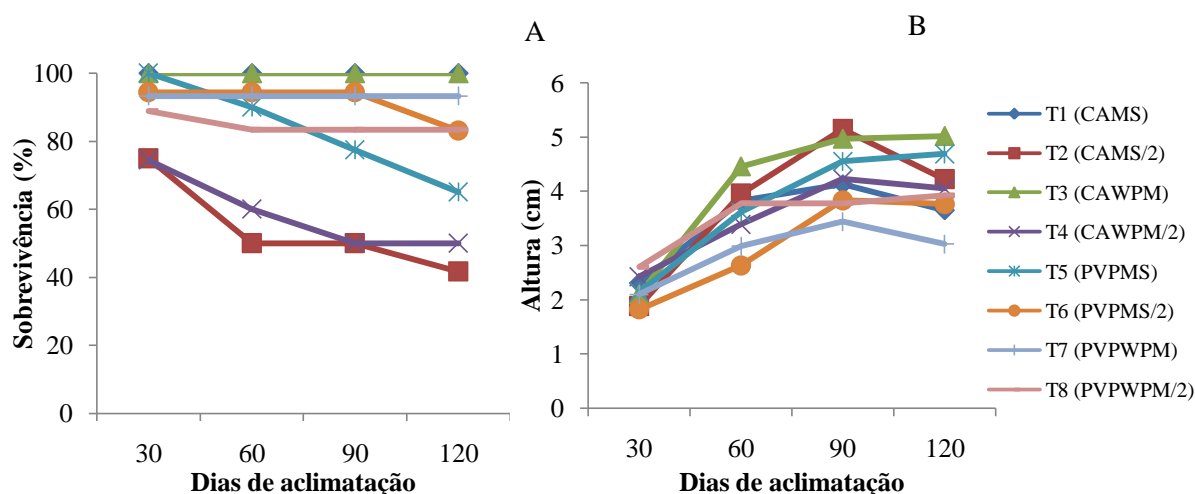 A
B
Sobrevivência (%)
100
80
60
40
20
0
30 60 90 120
Dias de aclimatação
Altura (cm)
6
5
4
3
2
1
0
30 60 90 120
Dias de aclimatação
T1 (CAMS)
T2 (CAMS/2)
T3 (CAWPM)
T4 (CAWPM/2)
T5 (PVPMS)
T6 (PVPMS/2)
T7 (PVPWPM)
T8 (PVPWPM/2)